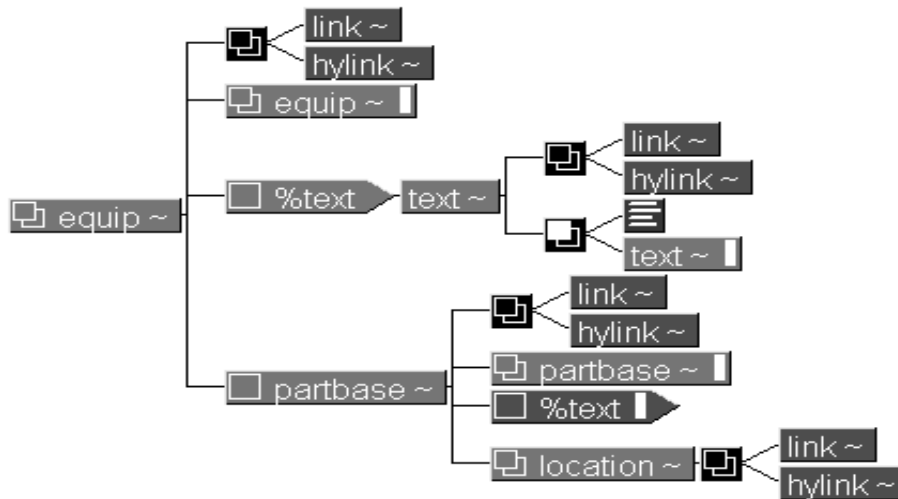 link ~
hylink ~
equip ~
link ~
hylink ~
equip ~
%text
text ~
text ~
link ~
hylink ~
partbase ~
partbase ~
%text
link ~
location ~
hylink ~